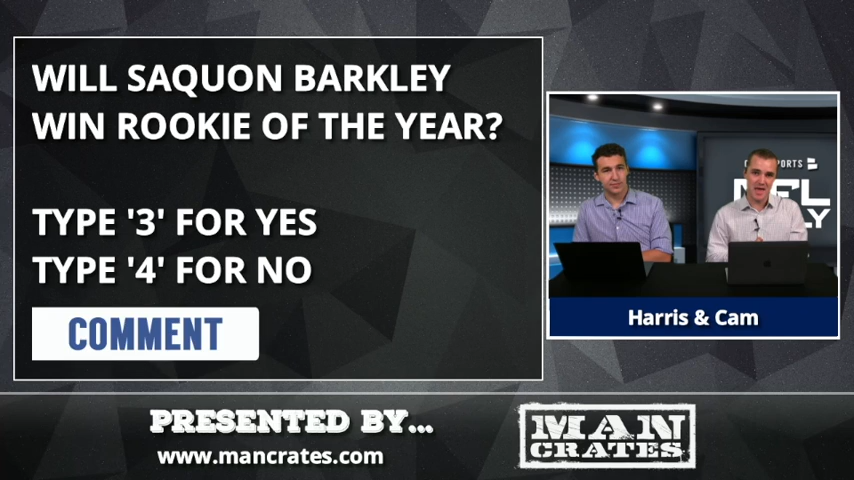 WILL SAQUON BARKLEY
WIN ROOKIE OF THE YEAR?
TYPE '3' FOR YES
TYPE '4' FOR NO
COMMENT
Harris & Cam
PRESENTED BY...
www.mancrates.com
MAN
CRATES